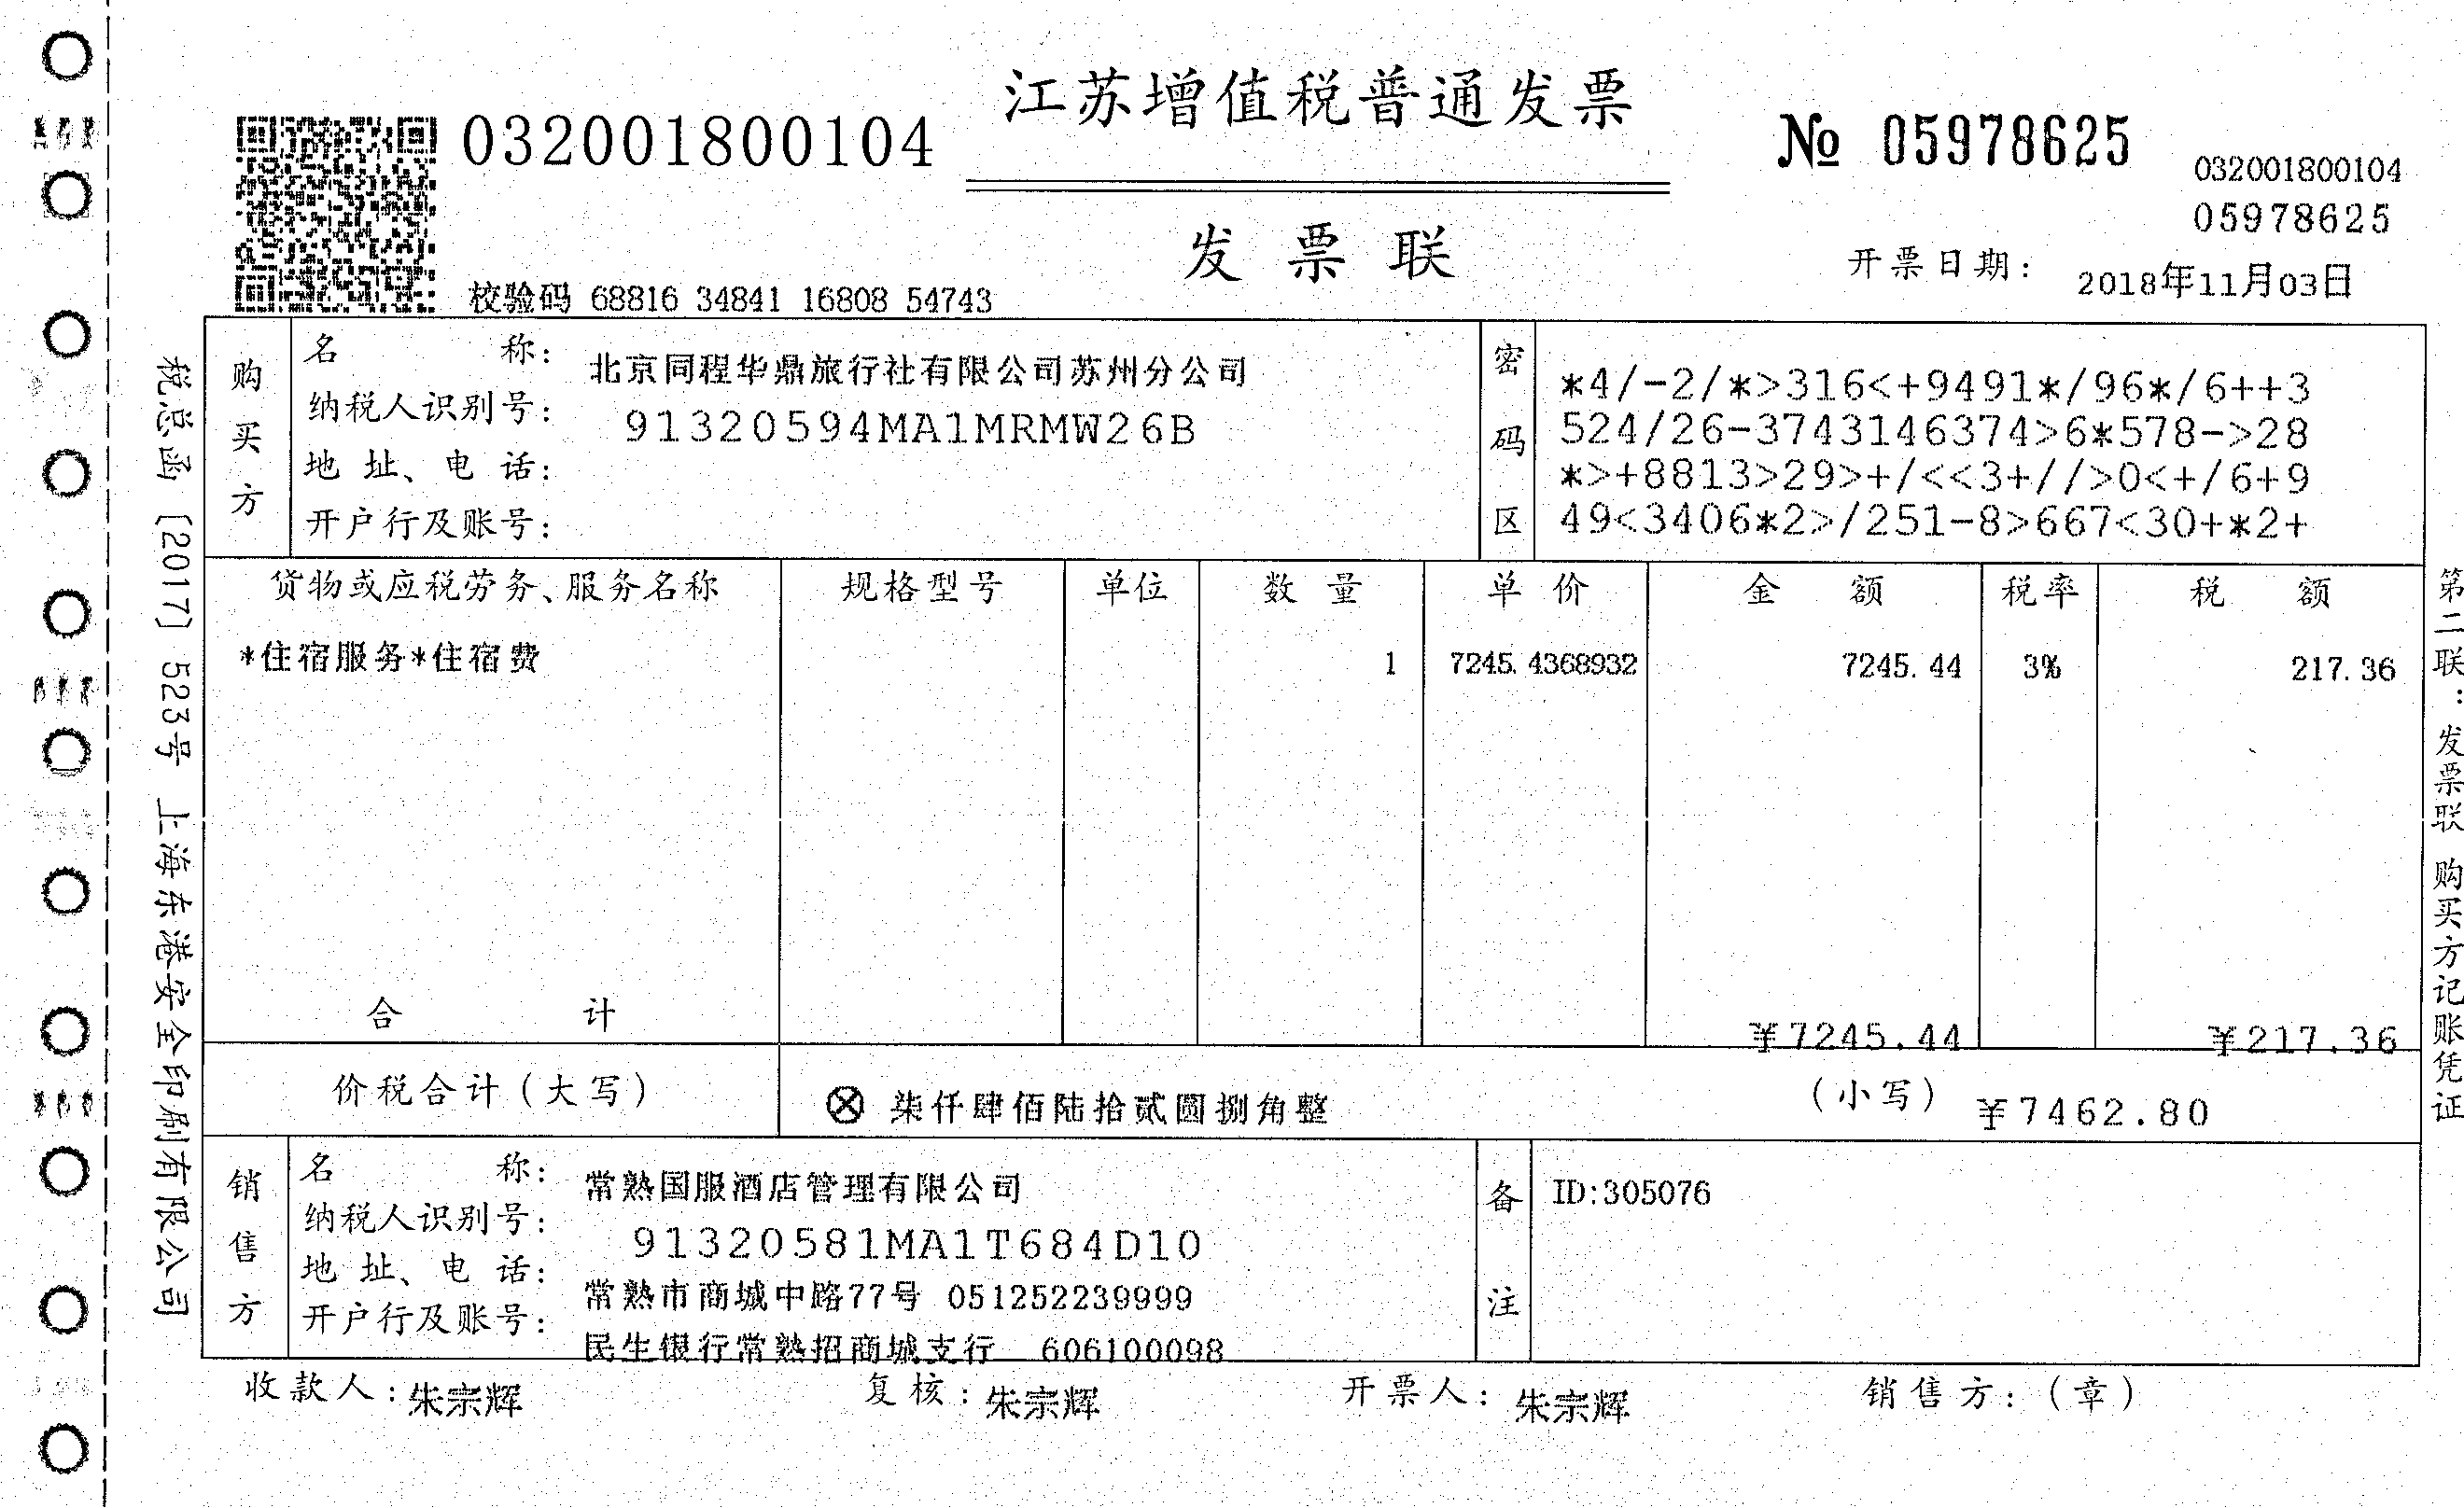 江苏增值税普通发票
032001800104
№ 05978625
032001800104
05978625
发票联
开票日期: 2018年11月03日
校验码 68816 34841 16808 54743
购买方
名称: 北京同程华鼎旅行社有限公司苏州分公司
纳税人识别号: 91320594MA1MRMW26B
地址、电话:
开户行及账号:
密码区
*4/-2/*>316<+9491*/96*/6++3
524/26-3743146374>6*578->28
*>+8813>29>+/<<3+//>0<+/6+9
49<3406*2>/251-8>667<30+*2+
货物或应税劳务、服务名称 规格型号 单位 数量 单价 金额 税率 税额
*住宿服务*住宿费 1 7245.4368932 7245.44 3% 217.36
合计 ¥7245.44 ¥217.36
价税合计(大写) ⊗柒仟肆佰陆拾贰圆捌角整 (小写) ¥7462.80
销售方
名称: 常熟国服酒店管理有限公司
纳税人识别号: 91320581MA1T684D10
地址、电话: 常熟市商城中路77号 051252239999
开户行及账号: 民生银行常熟招商城支行 606100098
备注
ID:305076
收款人: 朱宗辉 复核: 朱宗辉 开票人: 朱宗辉 销售方:(章)
税总函〔2017〕523号 上海东港安全印刷有限公司
第二联:发票联 购买方记账凭证